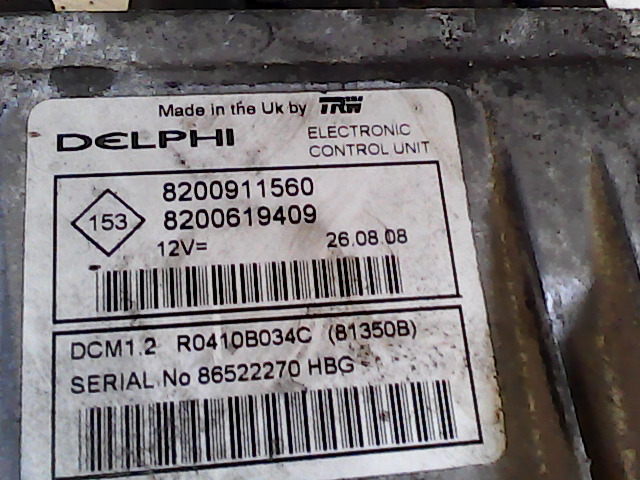 Made in the Uk by TRW
DELPHI ELECTRONIC
CONTROL UNIT
153
8200911560
8200619409
12V= 26.08.08
DCM1.2 R0410B034C (81350B)
SERIAL No 86522270 HBG